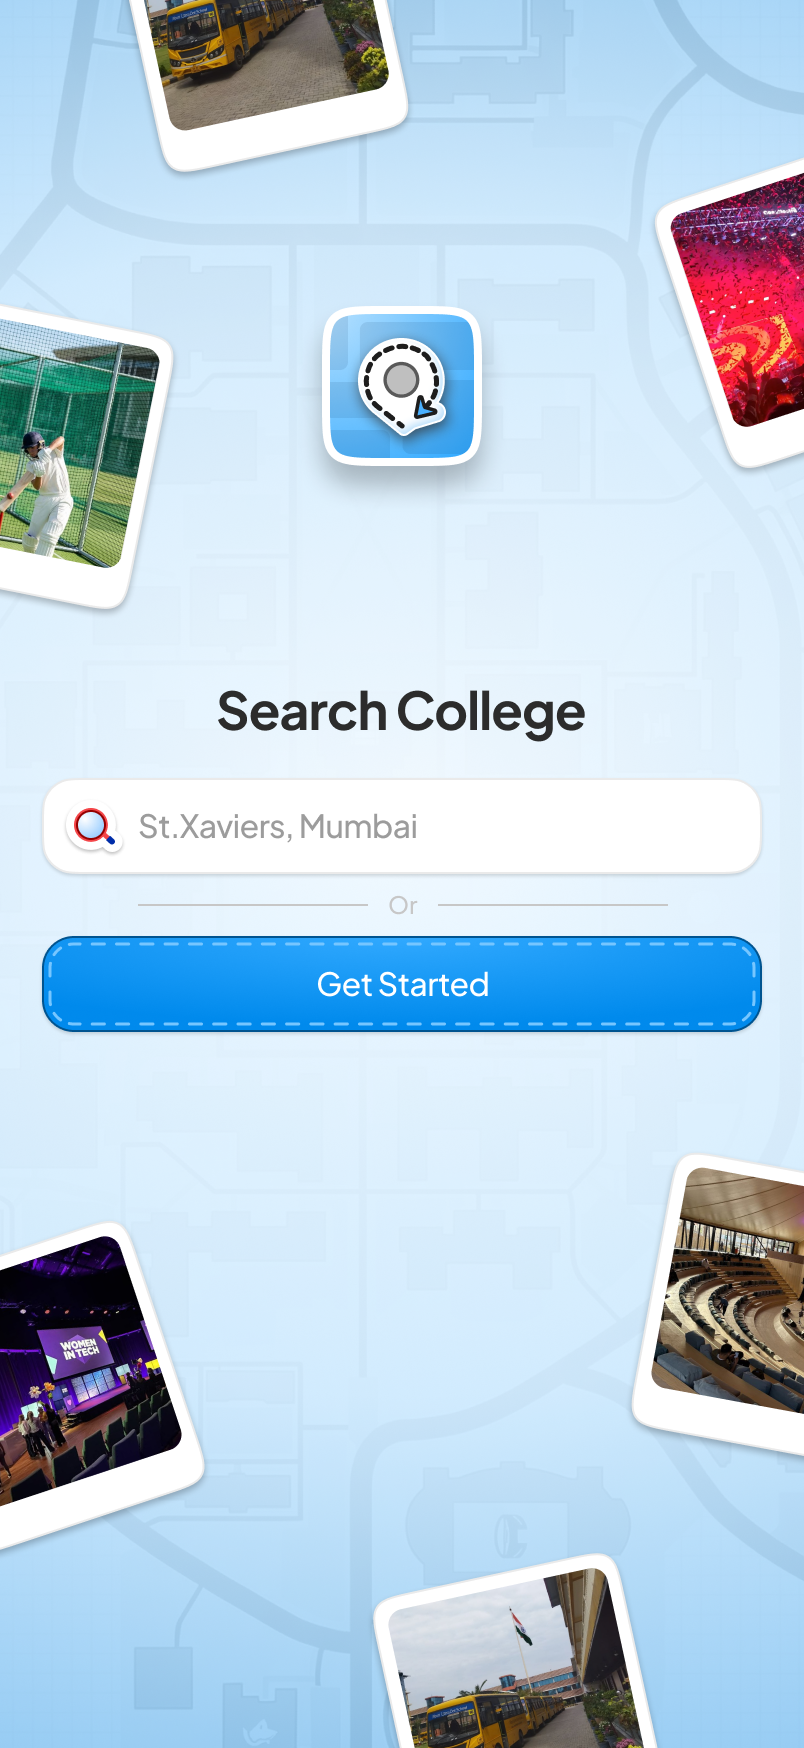 Search College
St.Xaviers, Mumbai
Or
Get Started
WOMEN
IN TECH